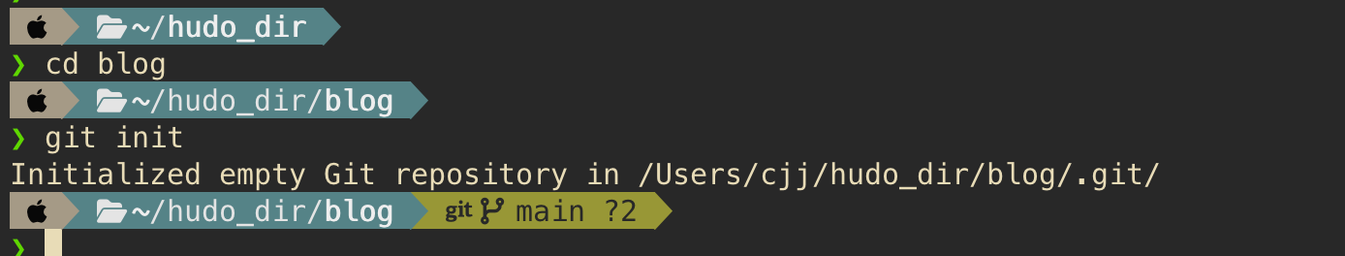 ~/hudo_dir
❯ cd blog
~/hudo_dir/blog
❯ git init
Initialized empty Git repository in /Users/cjj/hudo_dir/blog/.git/
~/hudo_dir/blog git main ?2
❯